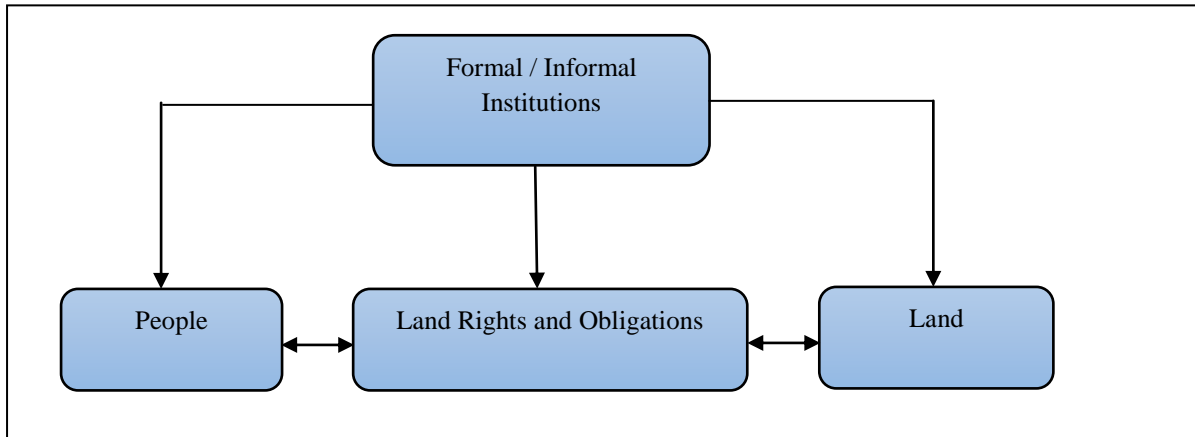 Formal / Informal
Institutions
People
Land Rights and Obligations
Land